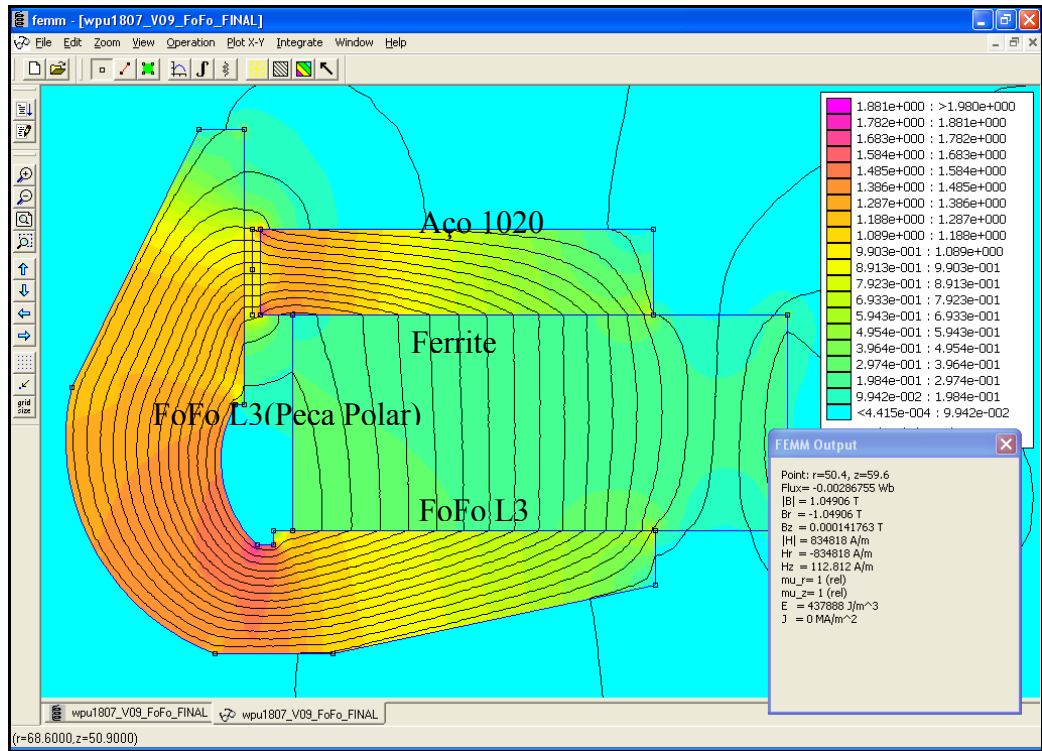 femm - [wpu1807_V09_FoFo_FINAL]
File Edit Zoom View Operation Plot X-Y Integrate Window Help
grid
size
1.881e+000 : >1.980e+000
1.782e+000 : 1.881e+000
1.683e+000 : 1.782e+000
1.584e+000 : 1.683e+000
1.485e+000 : 1.584e+000
1.386e+000 : 1.485e+000
1.287e+000 : 1.386e+000
1.188e+000 : 1.287e+000
1.089e+000 : 1.188e+000
9.903e-001 : 1.089e+000
8.913e-001 : 9.903e-001
7.923e-001 : 8.913e-001
6.933e-001 : 7.923e-001
5.943e-001 : 6.933e-001
4.954e-001 : 5.943e-001
3.964e-001 : 4.954e-001
2.974e-001 : 3.964e-001
1.984e-001 : 2.974e-001
9.942e-002 : 1.984e-001
<4.415e-004 : 9.942e-002
Aço 1020
Ferrite
FoFo L3(Peca Polar)
FoFo L3
FEMM Output
Point: r=50.4, z=59.6
Flux= -0.00286755 Wb
|B| = 1.04906 T
Br = -1.04906 T
Bz = 0.000141763 T
|H| = 834818 A/m
Hr = -834818 A/m
Hz = 112.812 A/m
mu_r= 1 (rel)
mu_z= 1 (rel)
E = 437888 J/m^3
J = 0 MA/m^2
wpu1807_V09_FoFo_FINAL
wpu1807_V09_FoFo_FINAL
(r=68.6000,z=50.9000)